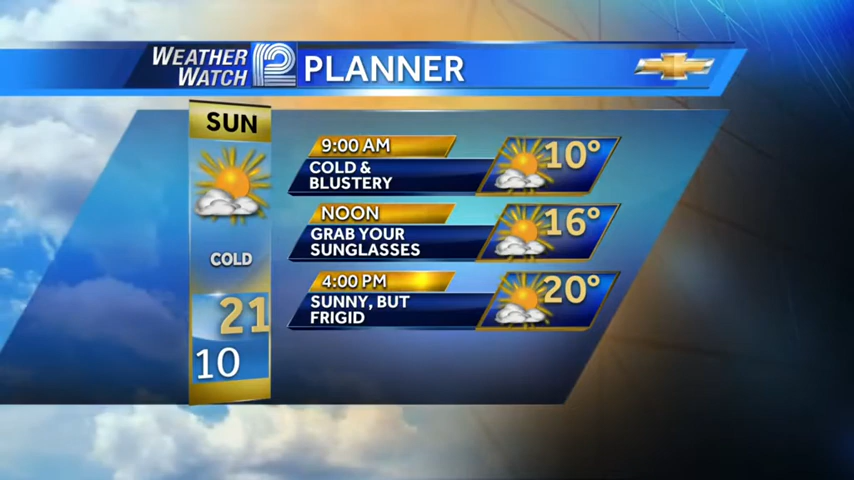 WEATHER WATCH 12 PLANNER
SUN
COLD
21
10
9:00 AM
COLD &
BLUSTERY
10°
NOON
GRAB YOUR
SUNGLASSES
16°
4:00 PM
SUNNY, BUT
FRIGID
20°